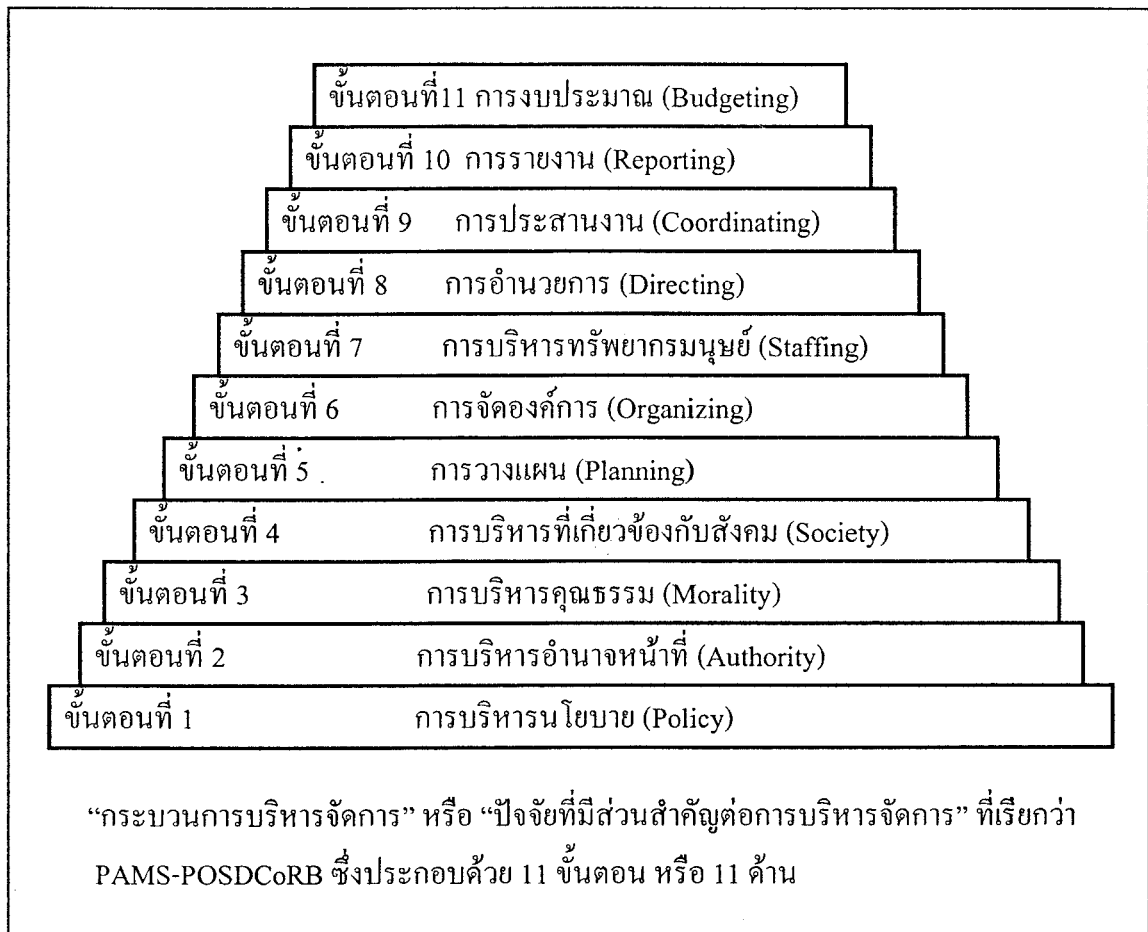 ขั้นตอนที่11 การงบประมาณ (Budgeting)
ขั้นตอนที่ 10 การรายงาน (Reporting)
ขั้นตอนที่ 9 การประสานงาน (Coordinating)
ขั้นตอนที่ 8 การอำนวยการ (Directing)
ขั้นตอนที่ 7 การบริหารทรัพยากรมนุษย์ (Staffing)
ขั้นตอนที่ 6 การจัดองค์การ (Organizing)
ขั้นตอนที่ 5 การวางแผน (Planning)
ขั้นตอนที่ 4 การบริหารที่เกี่ยวข้องกับสังคม (Society)
ขั้นตอนที่ 3 การบริหารคุณธรรม (Morality)
ขั้นตอนที่ 2 การบริหารอำนาจหน้าที่ (Authority)
ขั้นตอนที่ 1 การบริหารนโยบาย (Policy)
“กระบวนการบริหารจัดการ” หรือ “ปัจจัยที่มีส่วนสำคัญต่อการบริหารจัดการ” ที่เรียกว่า
PAMS-POSDCoRB ซึ่งประกอบด้วย 11 ขั้นตอน หรือ 11 ด้าน